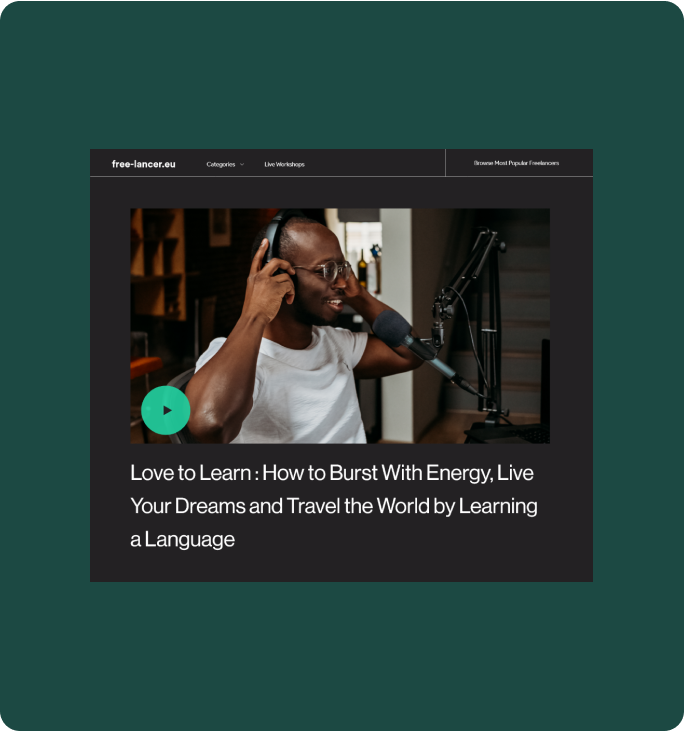 free-lancer.eu
Categories
Live Workshops
Browse Most Popular Freelancers
Love to Learn : How to Burst With Energy, Live
Your Dreams and Travel the World by Learning
a Language